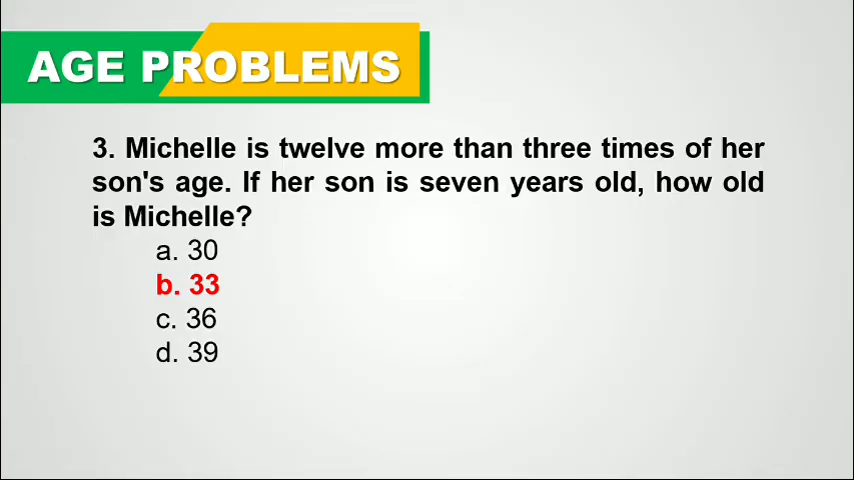 AGE PROBLEMS
3. Michelle is twelve more than three times of her
son's age. If her son is seven years old, how old
is Michelle?
a. 30
b. 33
c. 36
d. 39